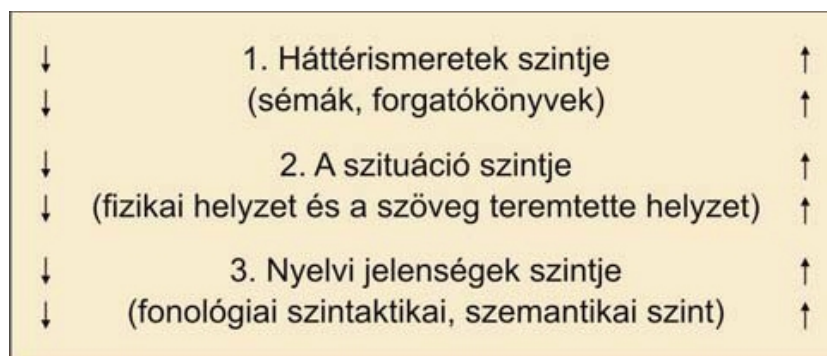 ↓ 1. Háttérismeretek szintje ↑
↓ (sémák, forgatókönyvek) ↑
↓ 2. A szituáció szintje ↑
↓ (fizikai helyzet és a szöveg teremtette helyzet) ↑
↓ 3. Nyelvi jelenségek szintje ↑
↓ (fonológiai szintaktikai, szemantikai szint) ↑